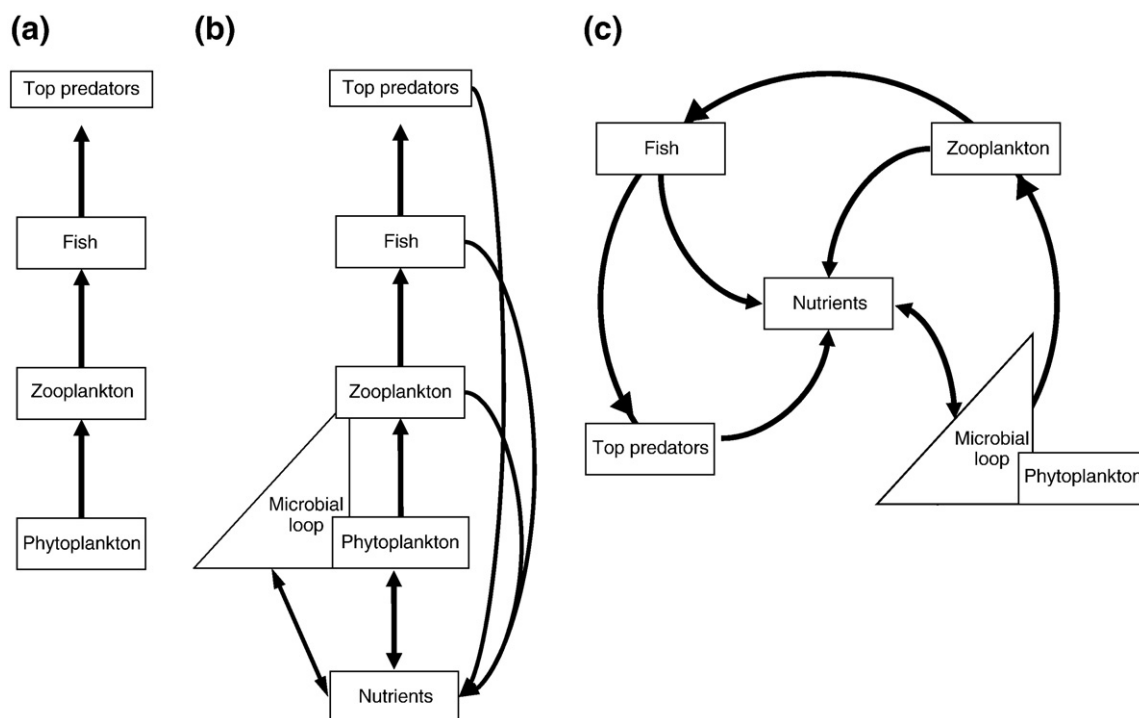 (a)
Top predators
Fish
Zooplankton
Phytoplankton
(b)
Top predators
Fish
Zooplankton
Microbial
loop
Phytoplankton
Nutrients
(c)
Fish
Zooplankton
Nutrients
Top predators
Microbial
loop
Phytoplankton